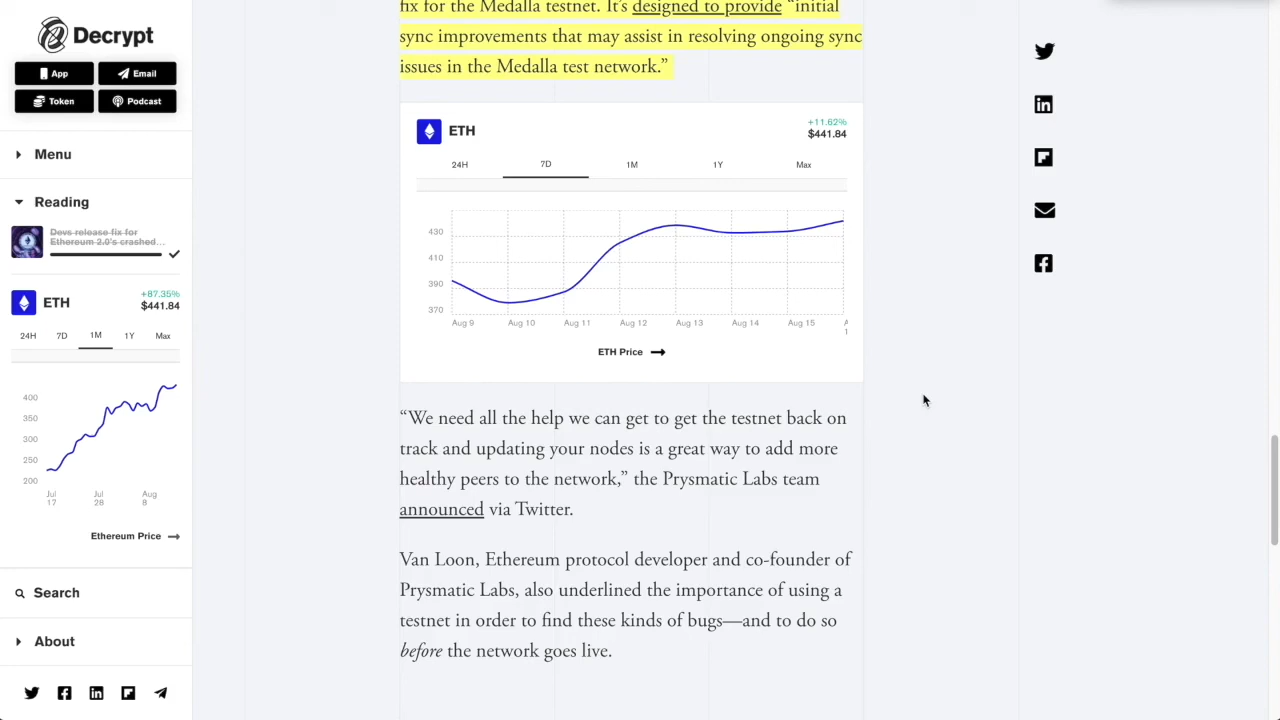 Decrypt
App
Email
Token
Podcast
Menu
Reading
Devs release fix for
Ethereum 2.0's crashed...
ETH
+87.35%
$441.84
24H 7D 1M 1Y Max
400
350
300
250
200
Jul 17
Jul 28
Aug 8
Ethereum Price
Search
About
fix for the Medalla testnet. It's designed to provide “initial
sync improvements that may assist in resolving ongoing sync
issues in the Medalla test network.”
ETH
+11.62%
$441.84
24H 7D 1M 1Y Max
430
410
390
370
Aug 9 Aug 10 Aug 11 Aug 12 Aug 13 Aug 14 Aug 15
ETH Price
“We need all the help we can get to get the testnet back on
track and updating your nodes is a great way to add more
healthy peers to the network,” the Prysmatic Labs team
announced via Twitter.
Van Loon, Ethereum protocol developer and co-founder of
Prysmatic Labs, also underlined the importance of using a
testnet in order to find these kinds of bugs—and to do so
before the network goes live.